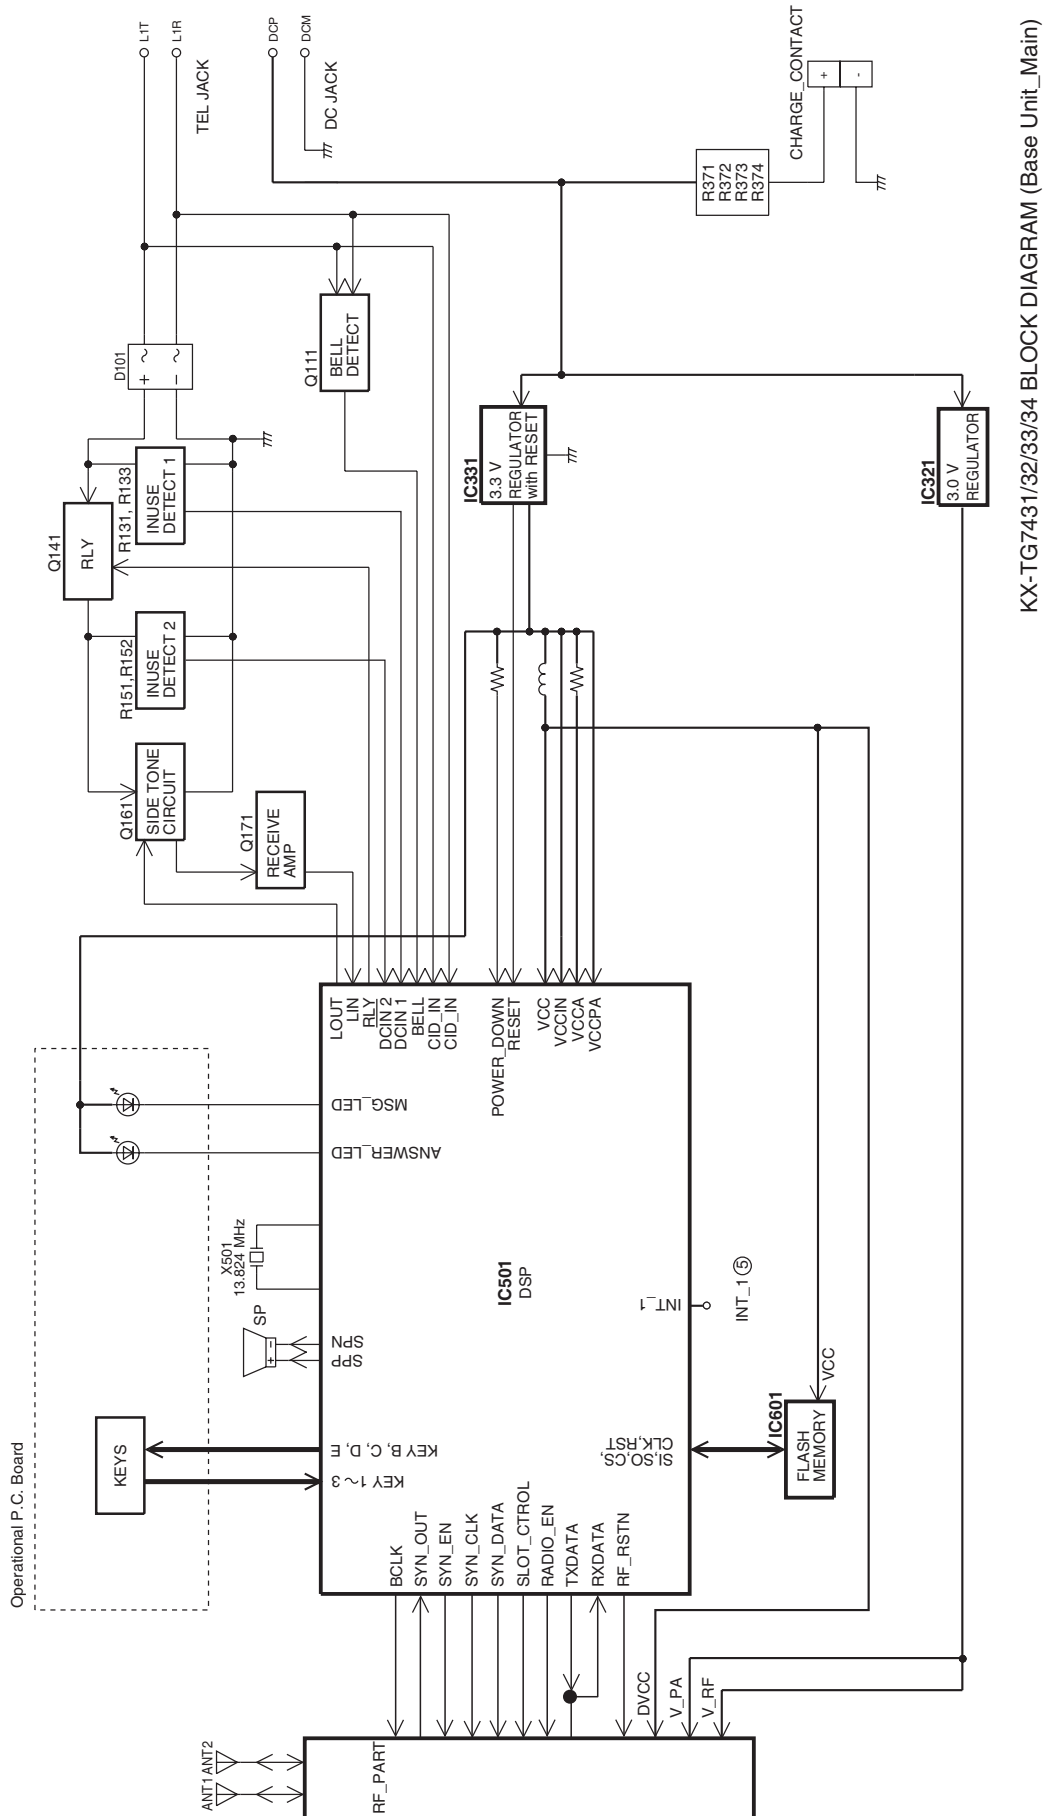 KX-TG7431/32/33/34 BLOCK DIAGRAM (Base Unit_Main)
Operational P.C. Board
KEYS
ANT1
ANT2
RF_PART
BCLK
SYN_OUT
SYN_EN
SYN_CLK
SYN_DATA
SLOT_CTROL
RADIO_EN
TXDATA
RXDATA
RF_RSTN
DVCC
V_PA
V_RF
KEY 1~3
KEY B, C, D, E
SPP
SPN
+
-
SP
X501
13.824 MHz
ANSWER_LED
MSG_LED
IC501
DSP
SI,SO,CS,
CLK,RST
INT_1
INT_1 ⑤
IC601
FLASH
MEMORY
VCC
LOUT
LIN
RLY
DCIN 2
DCIN 1
BELL
CID_IN
CID_IN
POWER_DOWN
RESET
VCC
VCCIN
VCCA
VCCPA
Q161
SIDE TONE
CIRCUIT
Q171
RECEIVE
AMP
R151,R152
INUSE
DETECT 2
Q141
RLY
R131, R133
INUSE
DETECT 1
D101
+ ~
− ~
Q111
BELL
DETECT
IC331
3.3 V
REGULATOR
with RESET
IC321
3.0 V
REGULATOR
L1T
L1R
TEL JACK
DCP
DCM
DC JACK
R371
R372
R373
R374
CHARGE_CONTACT
+
-